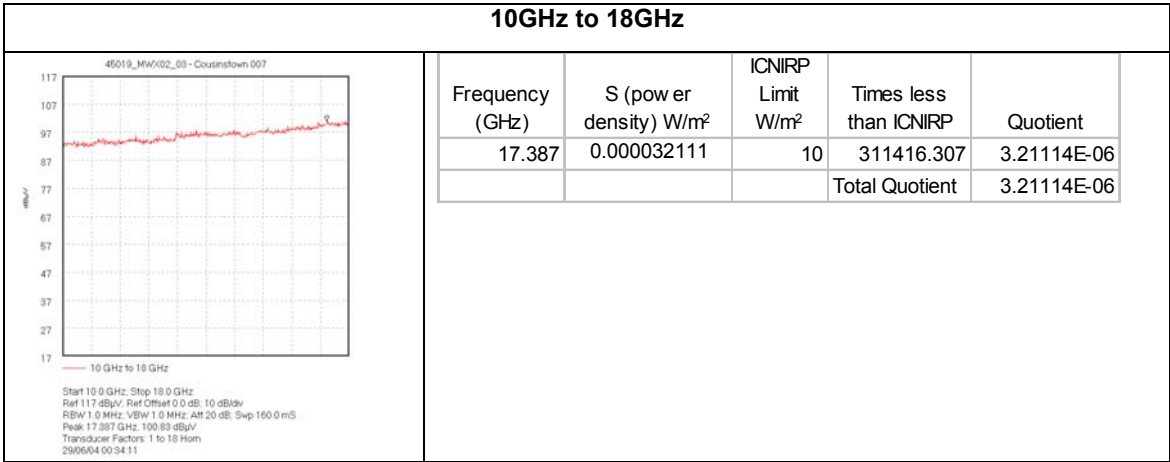 10GHz to 18GHz
45019_MWX02_03 - Cousinstown 007
117
107
97
87
77
67
57
47
37
27
17
dBµV
10 GHz to 18 GHz
Start 10.0 GHz; Stop 18.0 GHz
Ref 117 dBµV; Ref Offset 0.0 dB; 10 dB/div
RBW 1.0 MHz; VBW 1.0 MHz; Att 20 dB; Swp 160.0 mS
Peak 17.387 GHz, 100.83 dBµV
Transducer Factors: 1 to 18 Horn
29/06/04 00:34:11
Frequency (GHz) S (pow er density) W/m² ICNIRP Limit W/m² Times less than ICNIRP Quotient
17.387 0.000032111 10 311416.307 3.21114E-06
Total Quotient 3.21114E-06